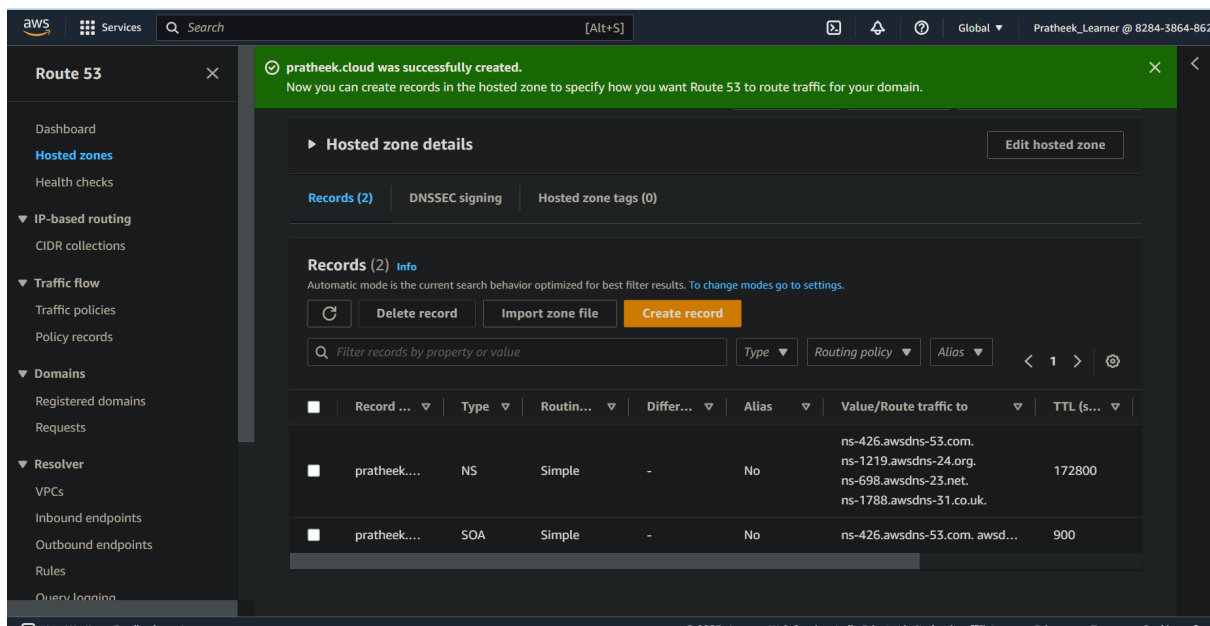 aws Services Search [Alt+S] Global Pratheek_Learner @ 8284-3864-862
Route 53
pratheek.cloud was successfully created.
Now you can create records in the hosted zone to specify how you want Route 53 to route traffic for your domain.
Dashboard
Hosted zones
Health checks
IP-based routing
CIDR collections
Traffic flow
Traffic policies
Policy records
Domains
Registered domains
Requests
Resolver
VPCs
Inbound endpoints
Outbound endpoints
Rules
Query logging
Hosted zone details Edit hosted zone
Records (2) DNSSEC signing Hosted zone tags (0)
Records (2) Info
Automatic mode is the current search behavior optimized for best filter results. To change modes go to settings.
Delete record Import zone file Create record
Filter records by property or value Type Routing policy Alias 1
Record ... Type Routin... Differ... Alias Value/Route traffic to TTL (s...
pratheek.... NS Simple - No ns-426.awsdns-53.com. 172800
ns-1219.awsdns-24.org.
ns-698.awsdns-23.net.
ns-1788.awsdns-31.co.uk.
pratheek.... SOA Simple - No ns-426.awsdns-53.com. awsd... 900